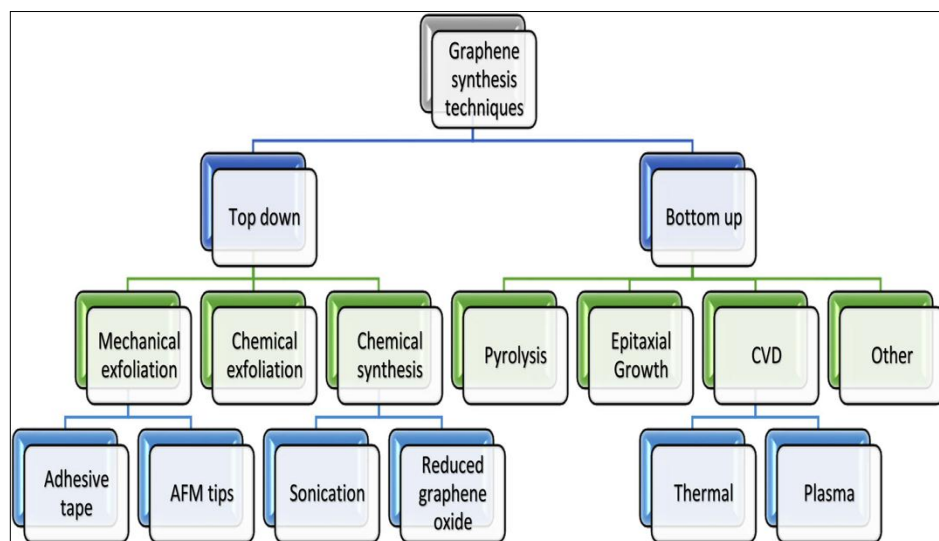 Graphene
synthesis
techniques
Top down
Bottom up
Mechanical
exfoliation
Chemical
exfoliation
Chemical
synthesis
Pyrolysis
Epitaxial
Growth
CVD
Other
Adhesive
tape
AFM tips
Sonication
Reduced
graphene
oxide
Thermal
Plasma